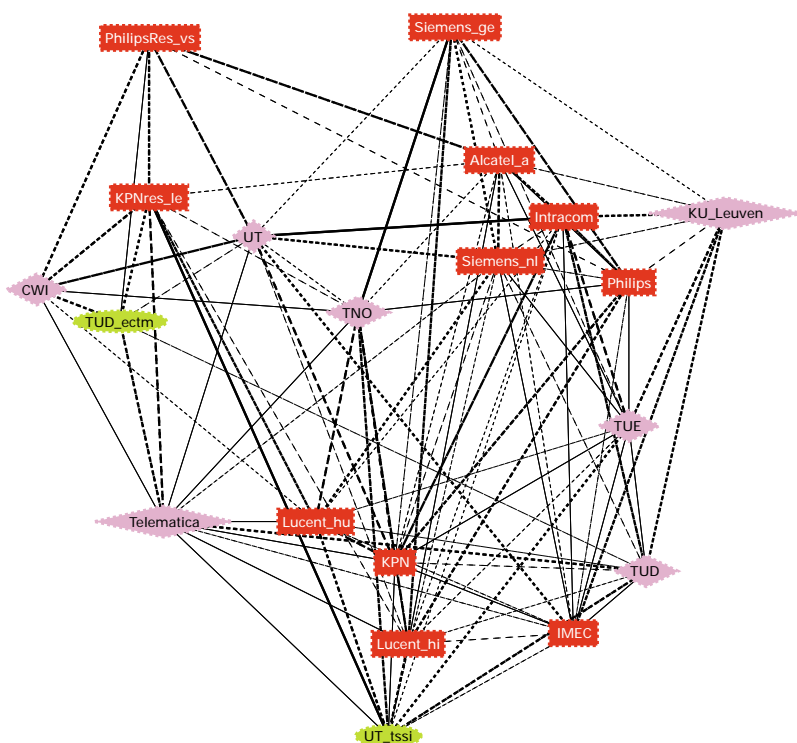 Siemens_ge
PhilipsRes_vs
Alcatel_a
KPNres_le
Intracom
KU_Leuven
UT
Siemens_nl
Philips
CWI
TNO
TUD_ectm
TUE
Telematica
Lucent_hu
KPN
TUD
IMEC
Lucent_hi
UT_tssi